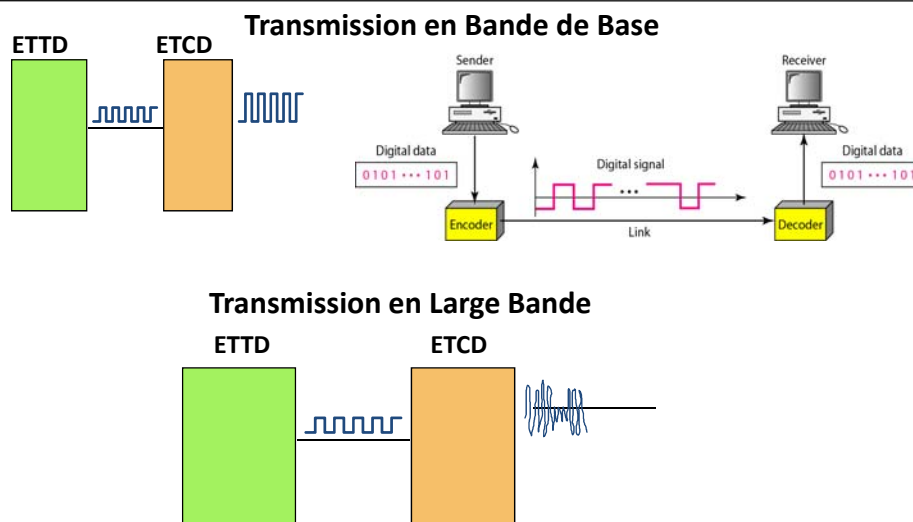 Transmission en Bande de Base
ETTD
ETCD
Sender
Receiver
Digital data
0101 ••• 101
Digital signal
•••
Digital data
0101 ••• 101
Encoder
Link
Decoder
Transmission en Large Bande
ETTD
ETCD